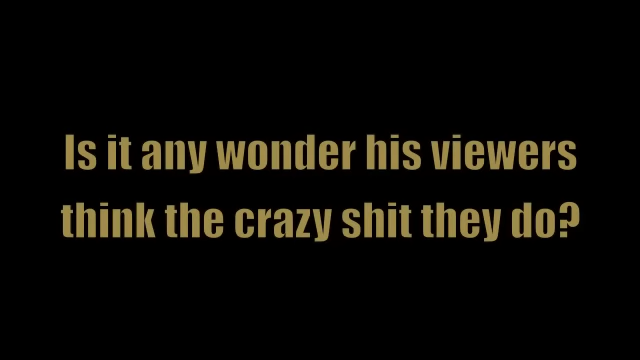 Is it any wonder his viewers
think the crazy shit they do?